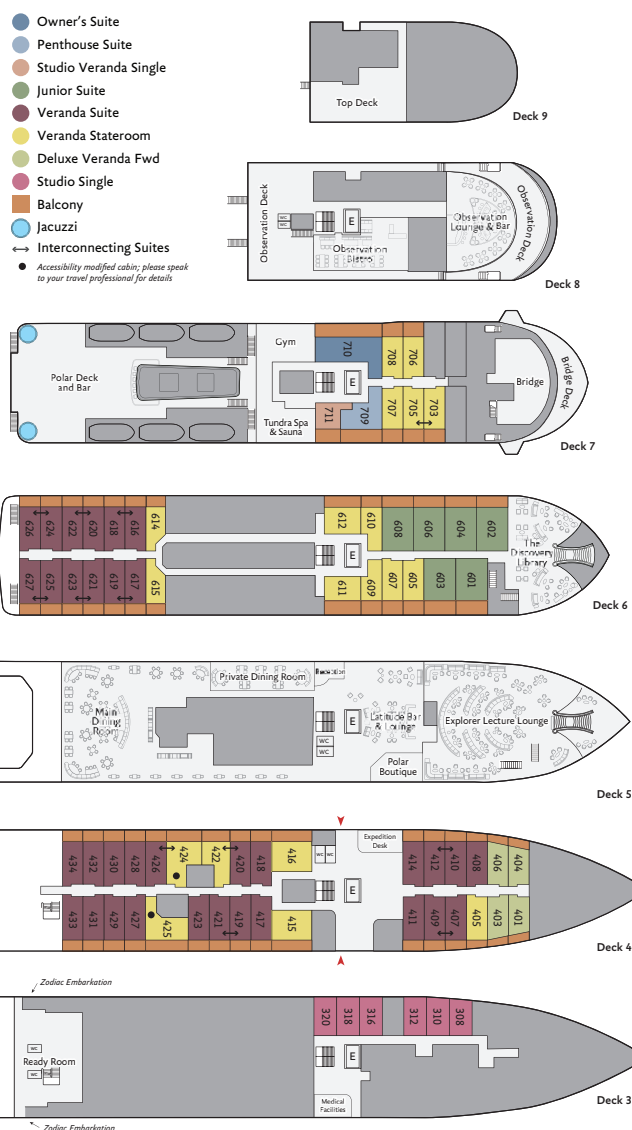 Owner's Suite
Penthouse Suite
Studio Veranda Single
Junior Suite
Veranda Suite
Veranda Stateroom
Deluxe Veranda Fwd
Studio Single
Balcony
Jacuzzi
Interconnecting Suites
Accessibility modified cabin; please speak
to your travel professional for details
Top Deck
Deck 9
Observation Deck
WC
WC
E
Observation
Bistro
Observation
Lounge & Bar
Observation Deck
Deck 8
Polar Deck
and Bar
Gym
Tundra Spa
& Sauna
710
708
706
E
711
709
707
705
703
Bridge
Bridge Deck
Deck 7
626
624
622
620
618
616
614
612
610
608
606
604
602
E
The
Discovery
Library
627
625
623
621
619
617
615
611
609
607
605
603
601
Deck 6
Private Dining Room
Main
Dining
Room
E
WC
WC
Latitude Bar
& Lounge
Explorer Lecture Lounge
Polar
Boutique
Deck 5
434
432
430
428
426
424
422
420
418
416
WC
WC
Expedition
Desk
414
412
410
408
406
404
E
433
431
429
427
425
423
421
419
417
415
411
409
407
405
403
401
Deck 4
Zodiac Embarkation
320
318
316
312
310
308
WC
Ready Room
WC
E
Medical
Facilities
Deck 3
Zodiac Embarkation